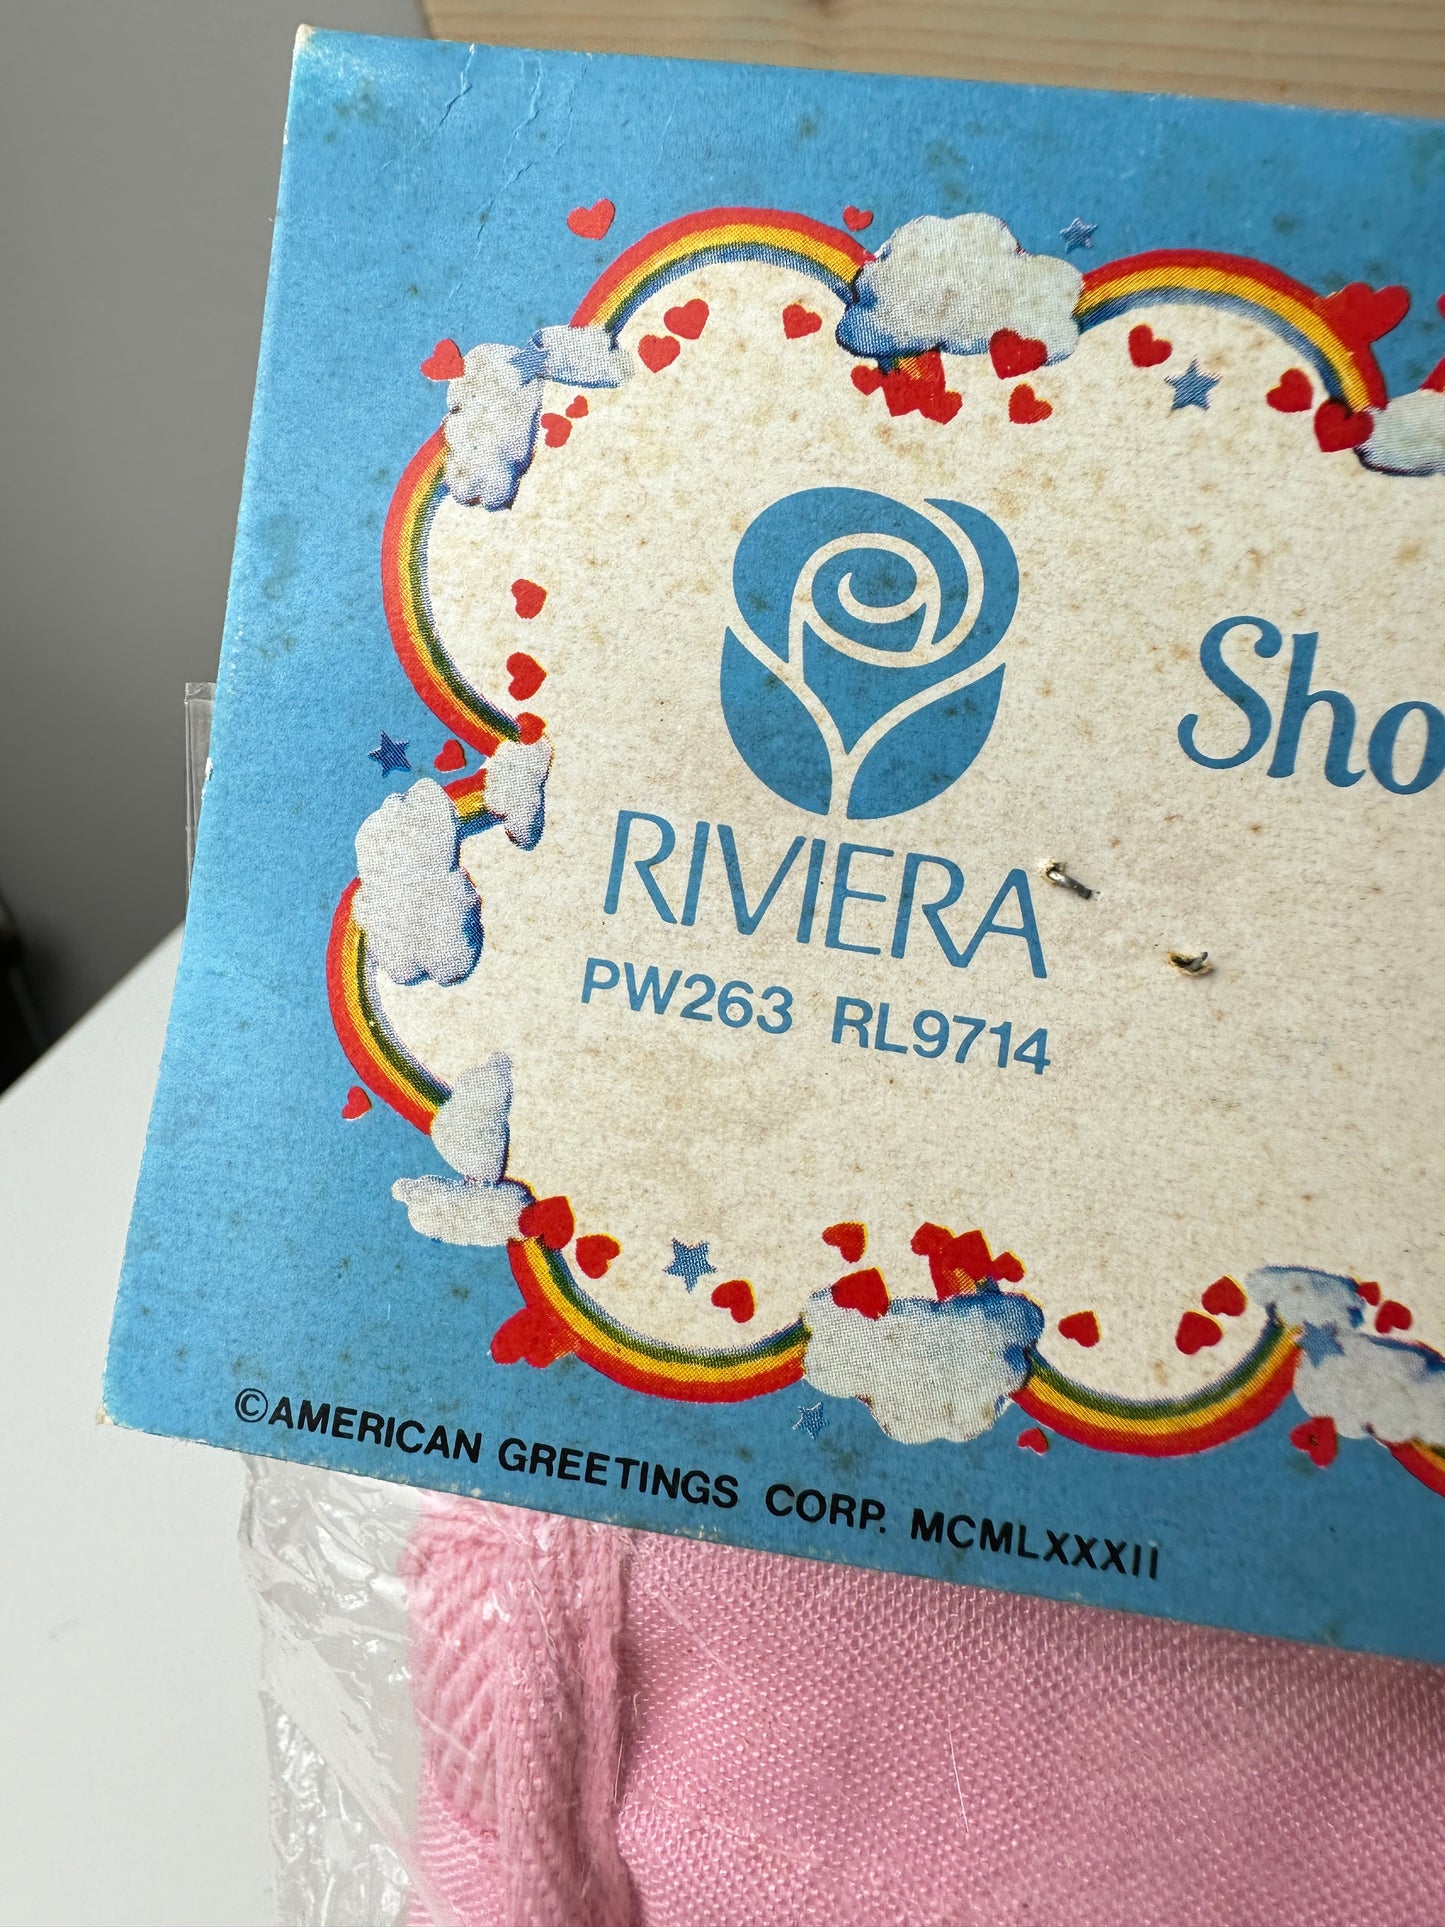 Sho
RIVIERA
PW263 RL9714
©AMERICAN GREETINGS CORP. MCMLXXXII